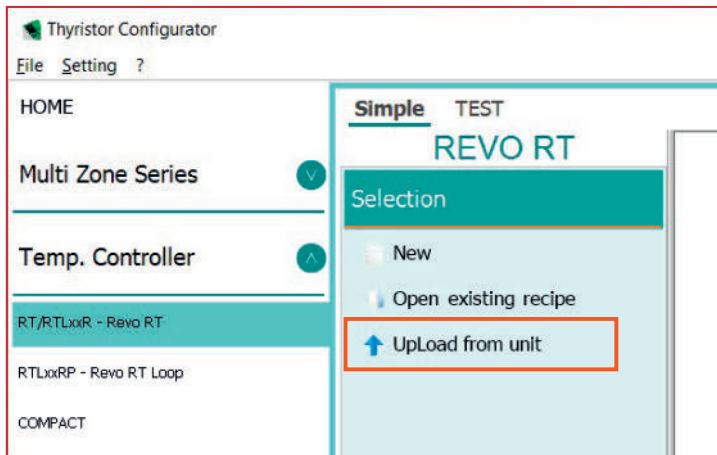 Thyristor Configurator
File Setting ?
HOME
Multi Zone Series
Temp. Controller
RT/RTLxxR - Revo RT
RTLxxRP - Revo RT Loop
COMPACT
Simple TEST
REVO RT
Selection
New
Open existing recipe
UpLoad from unit